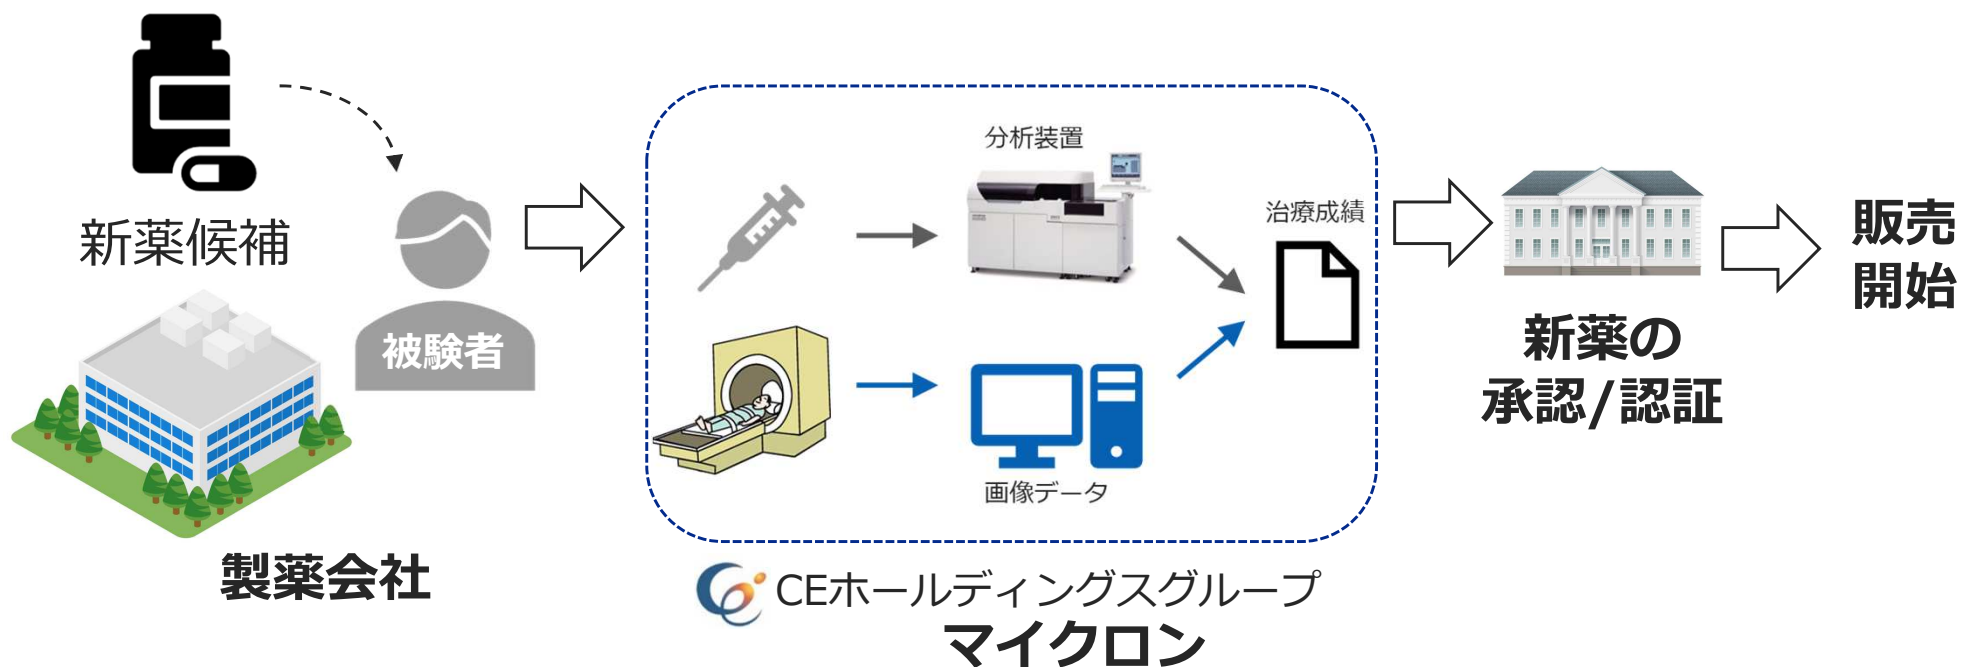 新薬候補
被験者
製薬会社
分析装置
治療成績
画像データ
CEホールディングスグループ
マイクロン
新薬の
承認/認証
販売
開始